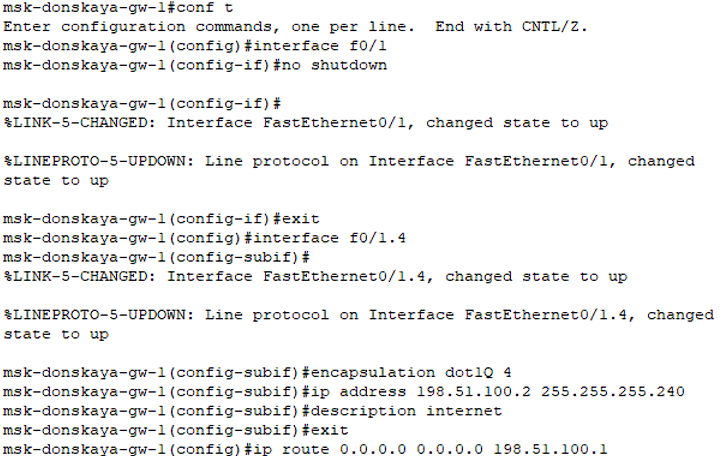 msk-donskaya-gw-1#conf t
Enter configuration commands, one per line.  End with CNTL/Z.
msk-donskaya-gw-1(config)#interface f0/1
msk-donskaya-gw-1(config-if)#no shutdown
msk-donskaya-gw-1(config-if)#
%LINK-5-CHANGED: Interface FastEthernet0/1, changed state to up
%LINEPROTO-5-UPDOWN: Line protocol on Interface FastEthernet0/1, changed
state to up
msk-donskaya-gw-1(config-if)#exit
msk-donskaya-gw-1(config)#interface f0/1.4
msk-donskaya-gw-1(config-subif)#
%LINK-5-CHANGED: Interface FastEthernet0/1.4, changed state to up
%LINEPROTO-5-UPDOWN: Line protocol on Interface FastEthernet0/1.4, changed
state to up
msk-donskaya-gw-1(config-subif)#encapsulation dot1Q 4
msk-donskaya-gw-1(config-subif)#ip address 198.51.100.2 255.255.255.240
msk-donskaya-gw-1(config-subif)#description internet
msk-donskaya-gw-1(config-subif)#exit
msk-donskaya-gw-1(config)#ip route 0.0.0.0 0.0.0.0 198.51.100.1